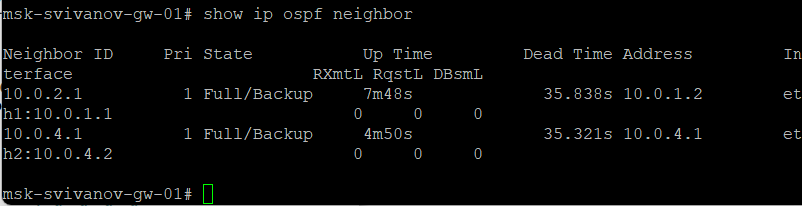 msk-svivanov-gw-01# show ip ospf neighbor
Neighbor ID     Pri State           Up Time         Dead Time Address         In
terface                        RXmtL RqstL DBsmL
10.0.2.1          1 Full/Backup     7m48s             35.838s 10.0.1.2        et
h1:10.0.1.1                        0     0     0
10.0.4.1          1 Full/Backup     4m50s             35.321s 10.0.4.1        et
h2:10.0.4.2                        0     0     0
msk-svivanov-gw-01#